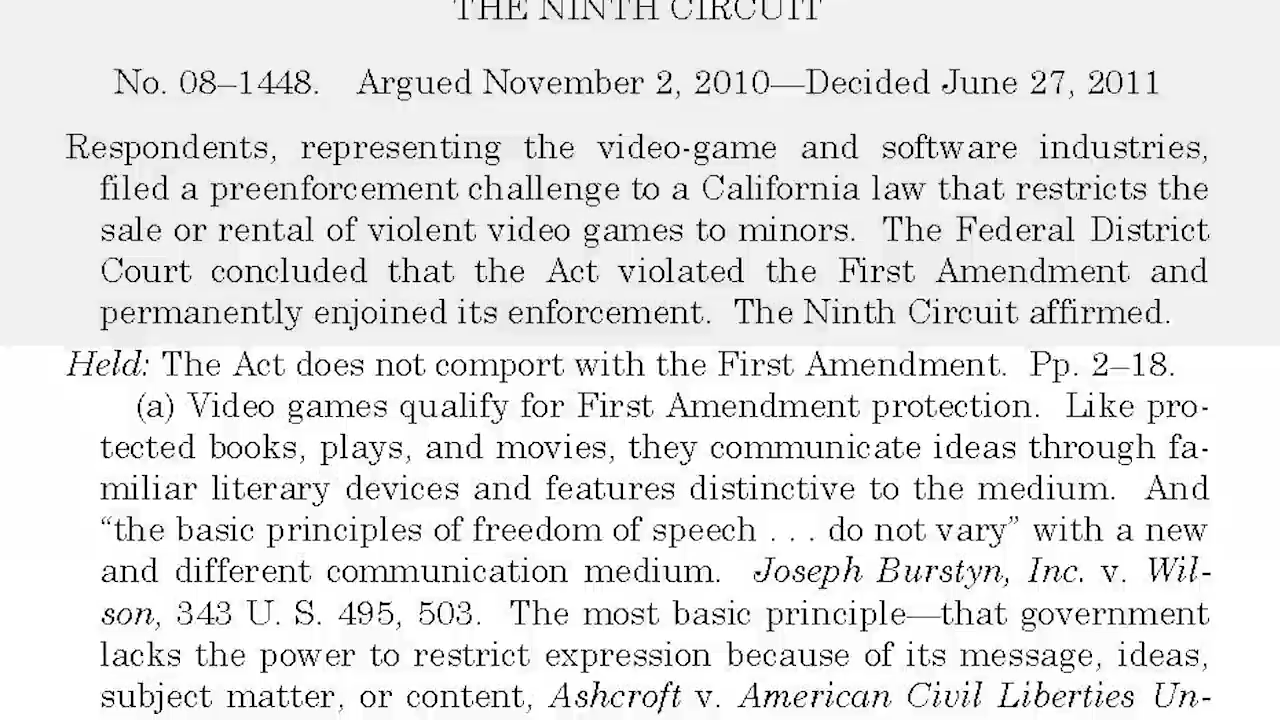 THE NINTH CIRCUIT
No. 08–1448. Argued November 2, 2010—Decided June 27, 2011
Respondents, representing the video-game and software industries,
filed a preenforcement challenge to a California law that restricts the
sale or rental of violent video games to minors. The Federal District
Court concluded that the Act violated the First Amendment and
permanently enjoined its enforcement. The Ninth Circuit affirmed.
Held: The Act does not comport with the First Amendment. Pp. 2–18.
(a) Video games qualify for First Amendment protection. Like pro-
tected books, plays, and movies, they communicate ideas through fa-
miliar literary devices and features distinctive to the medium. And
“the basic principles of freedom of speech . . . do not vary” with a new
and different communication medium. Joseph Burstyn, Inc. v. Wil-
son, 343 U. S. 495, 503. The most basic principle—that government
lacks the power to restrict expression because of its message, ideas,
subject matter, or content, Ashcroft v. American Civil Liberties Un-